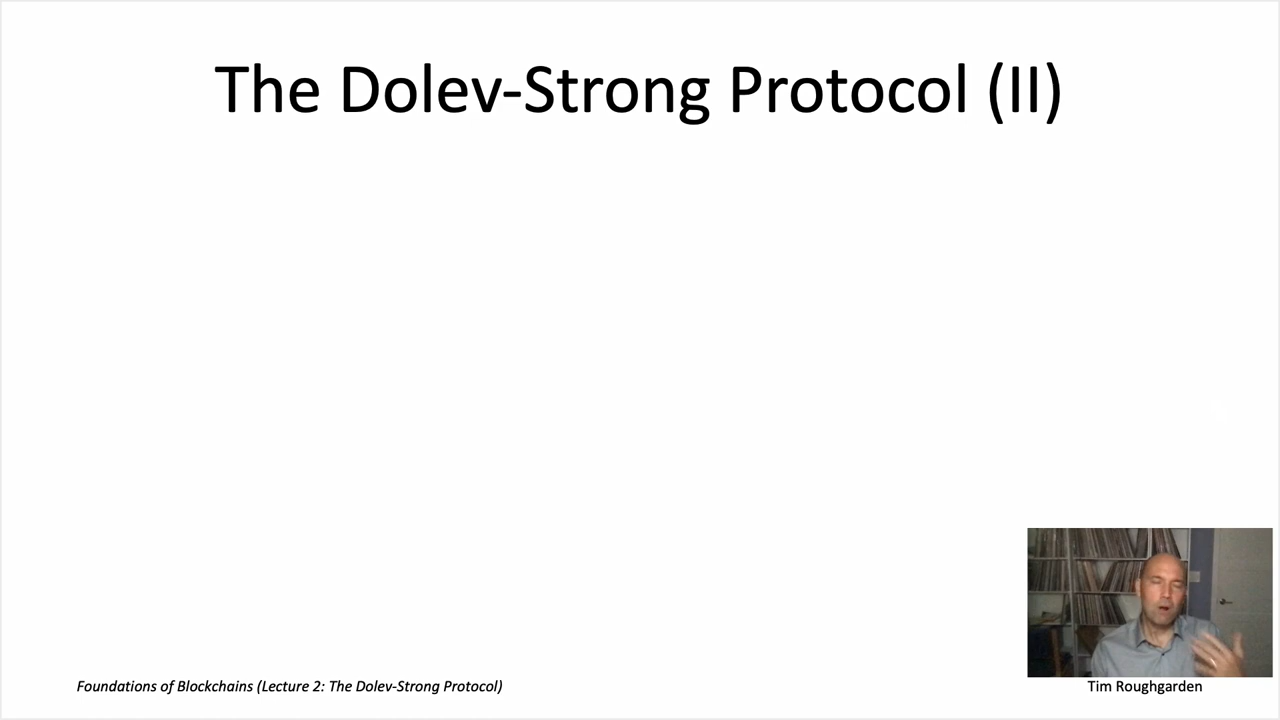 The Dolev-Strong Protocol (II)
Foundations of Blockchains (Lecture 2: The Dolev-Strong Protocol)
Tim Roughgarden